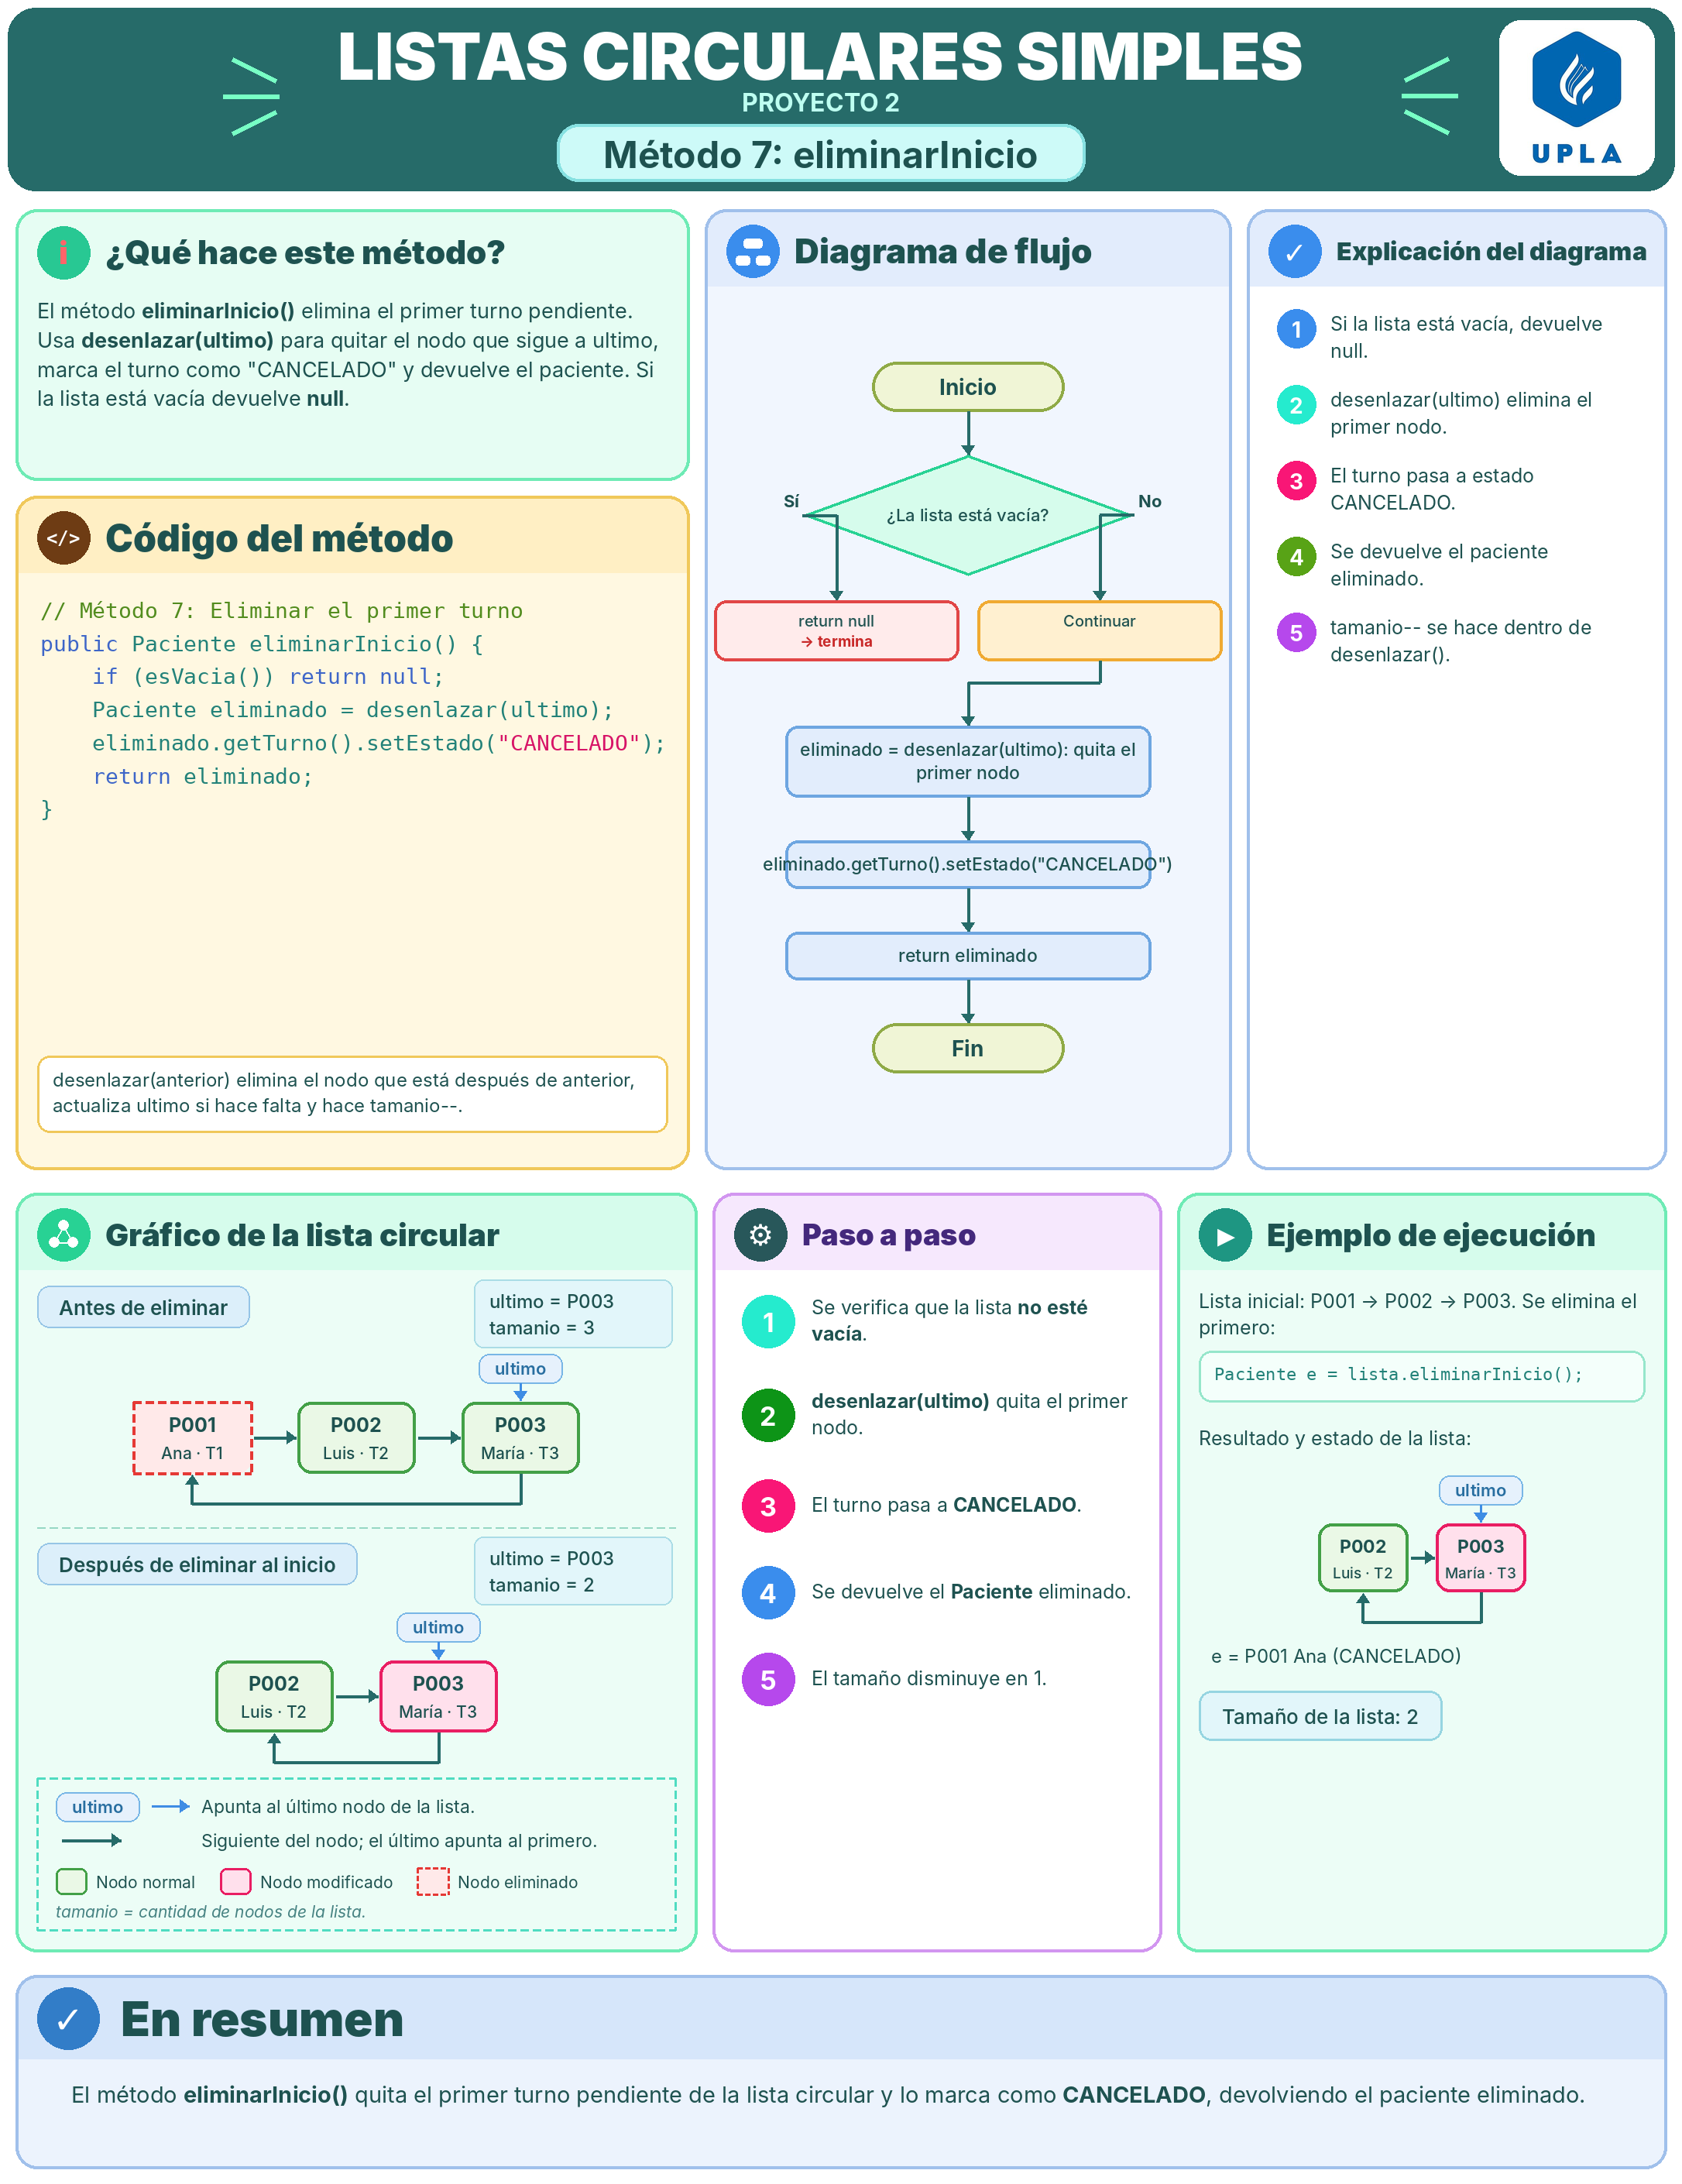 LISTAS CIRCULARES SIMPLES
PROYECTO 2
Método 7: eliminarInicio
UPLA
i
¿Qué hace este método?
El método eliminarInicio() elimina el primer turno pendiente.
Usa desenlazar(ultimo) para quitar el nodo que sigue a ultimo,
marca el turno como "CANCELADO" y devuelve el paciente. Si
la lista está vacía devuelve null.
</>
Código del método
// Método 7: Eliminar el primer turno
public Paciente eliminarInicio() {
    if (esVacia()) return null;
    Paciente eliminado = desenlazar(ultimo);
    eliminado.getTurno().setEstado("CANCELADO");
    return eliminado;
}
desenlazar(anterior) elimina el nodo que está después de anterior,
actualiza ultimo si hace falta y hace tamanio--.
Diagrama de flujo
Inicio
¿La lista está vacía?
Sí
No
return null
→ termina
Continuar
eliminado = desenlazar(ultimo): quita el
primer nodo
eliminado.getTurno().setEstado("CANCELADO")
return eliminado
Fin
✓
Explicación del diagrama
1
Si la lista está vacía, devuelve
null.
2
desenlazar(ultimo) elimina el
primer nodo.
3
El turno pasa a estado
CANCELADO.
4
Se devuelve el paciente
eliminado.
5
tamanio-- se hace dentro de
desenlazar().
Gráfico de la lista circular
Antes de eliminar
ultimo = P003
tamanio = 3
ultimo
P001
Ana · T1
P002
Luis · T2
P003
María · T3
Después de eliminar al inicio
ultimo = P003
tamanio = 2
ultimo
P002
Luis · T2
P003
María · T3
ultimo
Apunta al último nodo de la lista.
Siguiente del nodo; el último apunta al primero.
Nodo normal
Nodo modificado
Nodo eliminado
tamanio = cantidad de nodos de la lista.
Paso a paso
1
Se verifica que la lista no esté
vacía.
2
desenlazar(ultimo) quita el primer
nodo.
3
El turno pasa a CANCELADO.
4
Se devuelve el Paciente eliminado.
5
El tamaño disminuye en 1.
Ejemplo de ejecución
Lista inicial: P001 → P002 → P003. Se elimina el
primero:
Paciente e = lista.eliminarInicio();
Resultado y estado de la lista:
ultimo
P002
Luis · T2
P003
María · T3
e = P001 Ana (CANCELADO)
Tamaño de la lista: 2
✓
En resumen
El método eliminarInicio() quita el primer turno pendiente de la lista circular y lo marca como CANCELADO, devolviendo el paciente eliminado.